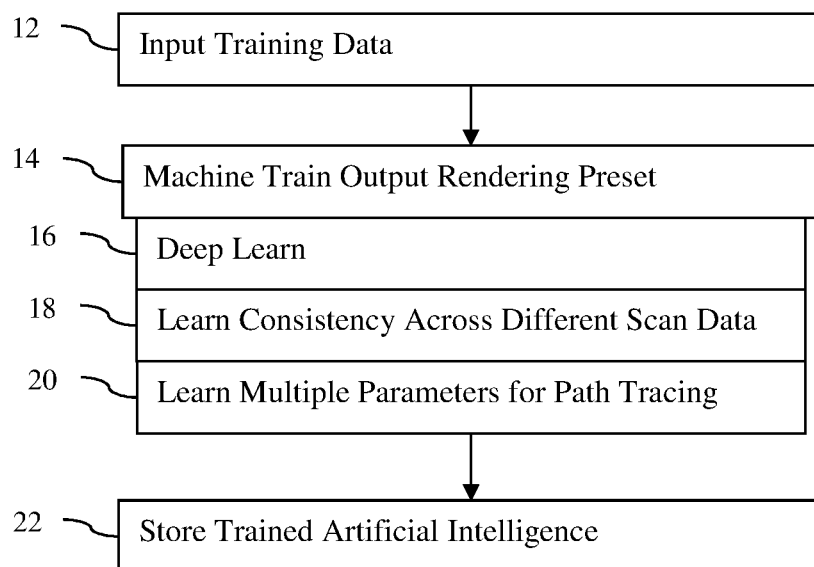 12 Input Training Data
14 Machine Train Output Rendering Preset
16 Deep Learn
18 Learn Consistency Across Different Scan Data
20 Learn Multiple Parameters for Path Tracing
22 Store Trained Artificial Intelligence